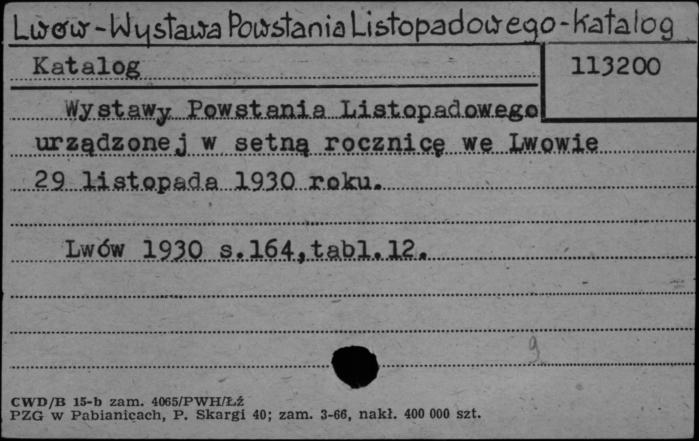 Lwów-Wystawa Powstania Listopadowego-Katalog
Katalog 113200
Wystawy Powstania Listopadowego
urządzonej w setną rocznicę we Lwowie
29 listopada 1930 roku.
Lwów 1930 s.164,tabl.12.
9
CWD/B 15-b zam. 4065/PWH/Łź
PZG w Pabianicach, P. Skargi 40; zam. 3-66, nakł. 400 000 szt.